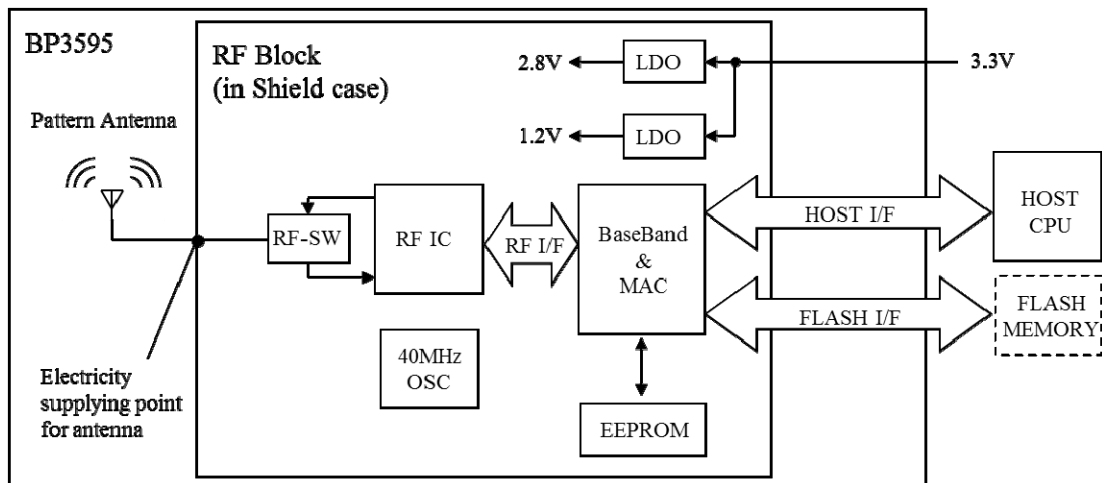 BP3595
RF Block
(in Shield case)
2.8V
LDO
3.3V
1.2V
LDO
Pattern Antenna
RF-SW
RF IC
RF I/F
BaseBand
&
MAC
HOST I/F
HOST
CPU
FLASH I/F
FLASH
MEMORY
40MHz
OSC
EEPROM
Electricity
supplying point
for antenna